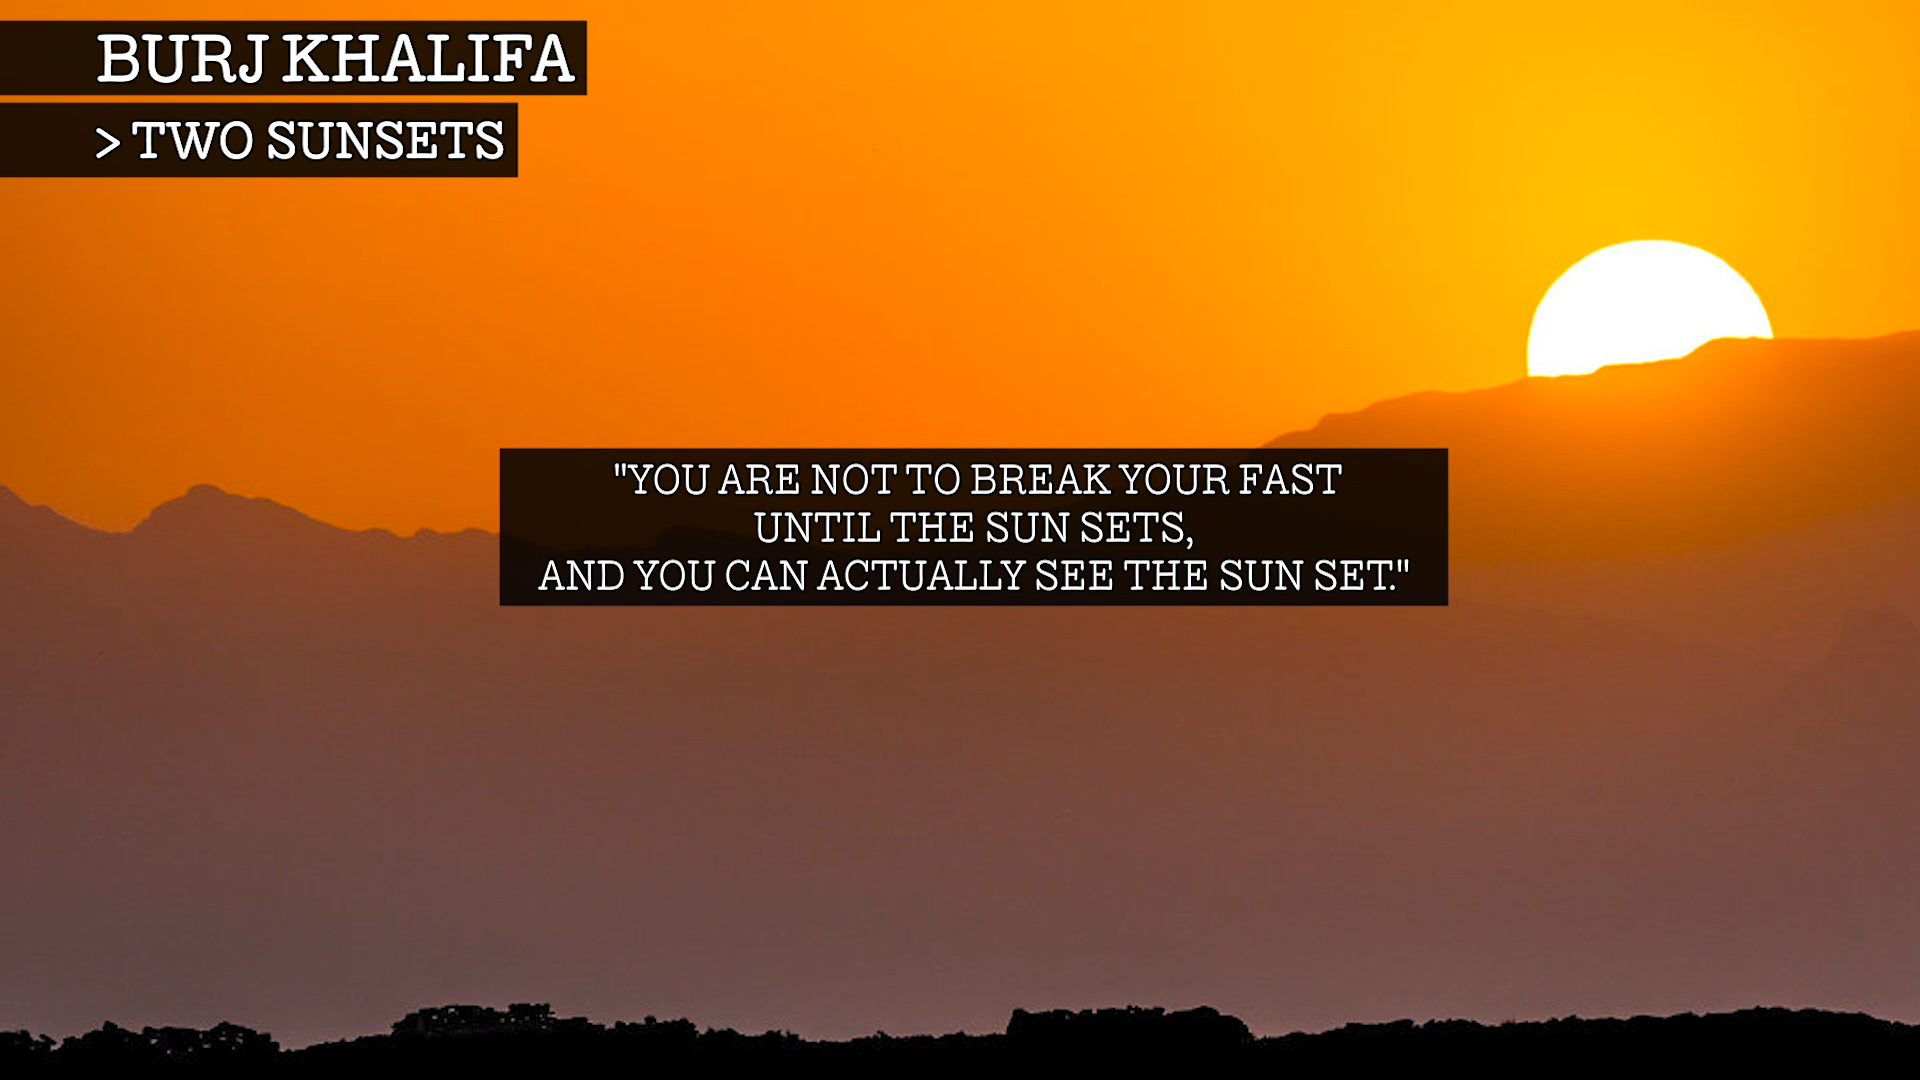 BURJ KHALIFA
> TWO SUNSETS
"YOU ARE NOT TO BREAK YOUR FAST
UNTIL THE SUN SETS,
AND YOU CAN ACTUALLY SEE THE SUN SET."